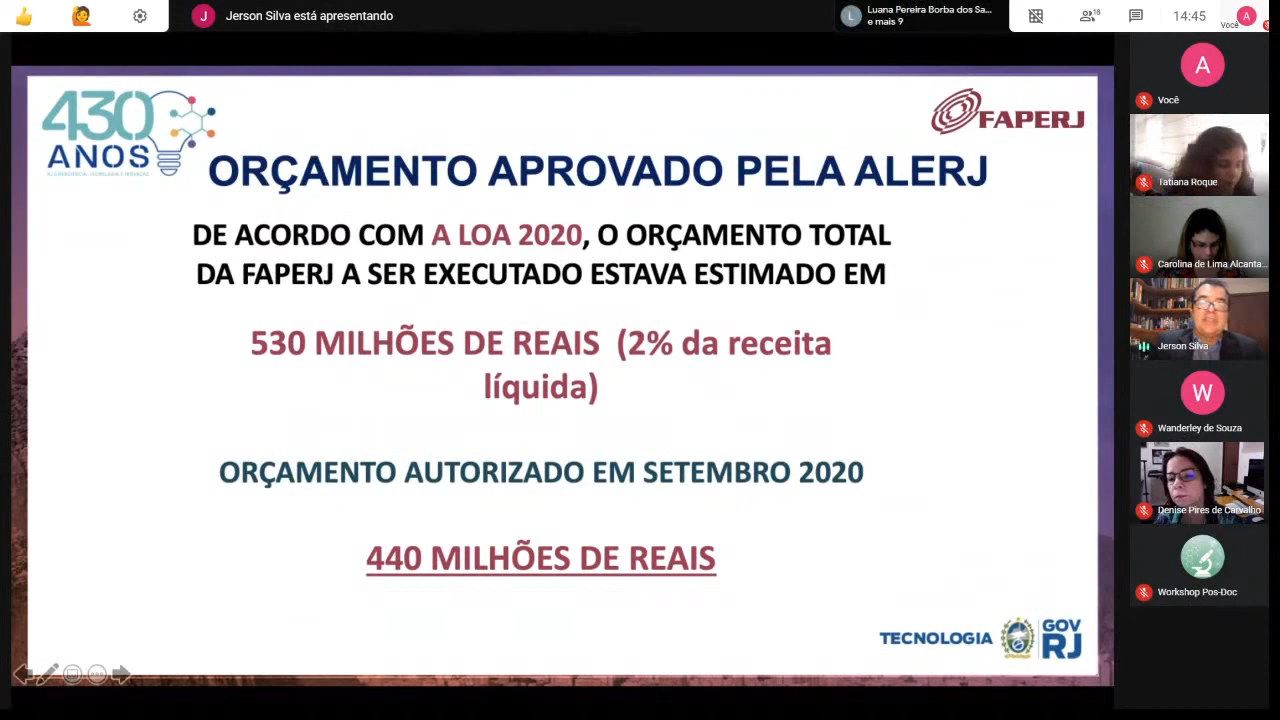 J Jerson Silva está apresentando
L Luana Pereira Borba dos Sa...
e mais 9
18
14:45
A
Você
430
ANOS
FAPERJ
ORÇAMENTO APROVADO PELA ALERJ
DE ACORDO COM A LOA 2020, O ORÇAMENTO TOTAL
DA FAPERJ A SER EXECUTADO ESTAVA ESTIMADO EM
530 MILHÕES DE REAIS (2% da receita
líquida)
ORÇAMENTO AUTORIZADO EM SETEMBRO 2020
440 MILHÕES DE REAIS
TECNOLOGIA
GOV
RJ
A
Você
Tatiana Roque
Carolina de Lima Alcanta...
Jerson Silva
W
Wanderley de Souza
Denise Pires de Carvalho
Workshop Pos-Doc